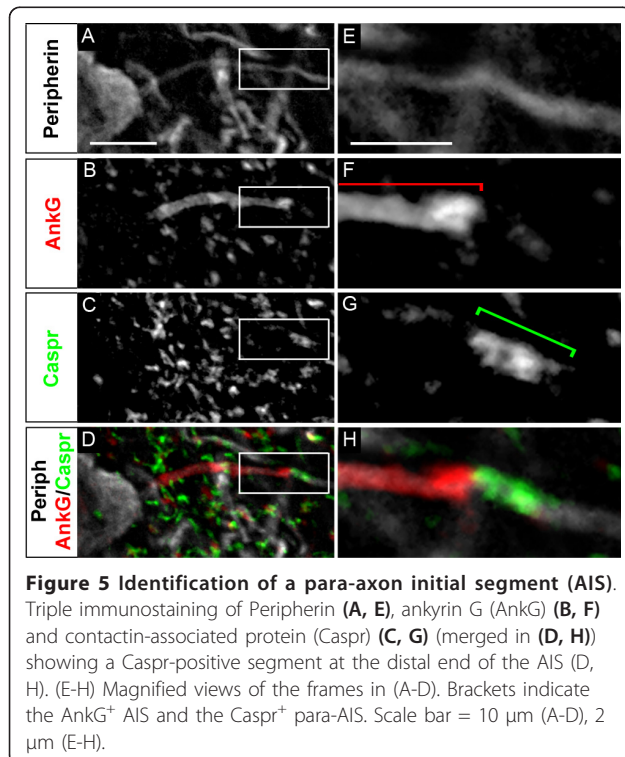 Peripherin
A
E
AnkG
B
F
Caspr
C
G
Periph
AnkG/Caspr
D
H
Figure 5 Identification of a para-axon initial segment (AIS).
Triple immunostaining of Peripherin (A, E), ankyrin G (AnkG) (B, F)
and contactin-associated protein (Caspr) (C, G) (merged in (D, H))
showing a Caspr-positive segment at the distal end of the AIS (D,
H). (E-H) Magnified views of the frames in (A-D). Brackets indicate
the AnkG⁺ AIS and the Caspr⁺ para-AIS. Scale bar = 10 μm (A-D), 2
μm (E-H).